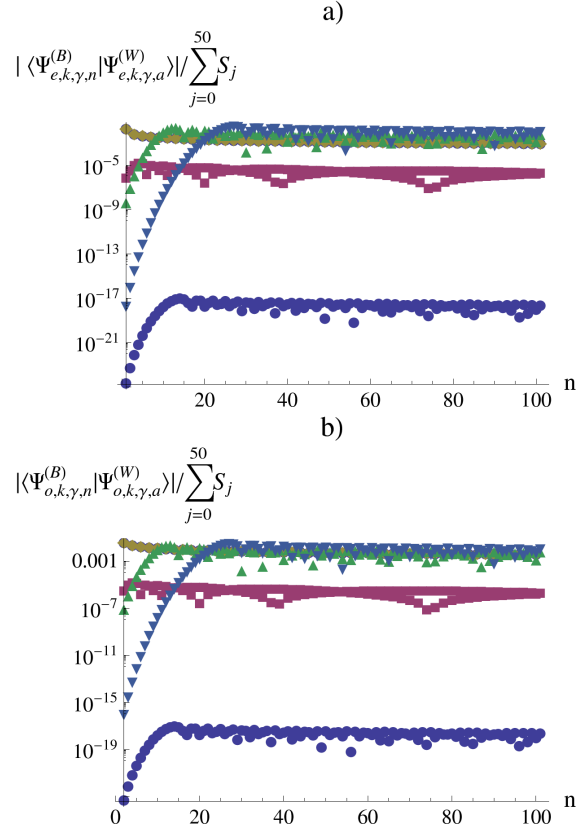 a)
| ⟨Ψ^{(B)}_{e,k,γ,n}|Ψ^{(W)}_{e,k,γ,a}⟩|/∑_{j=0}^{50} S_j
10^{-5}
10^{-9}
10^{-13}
10^{-17}
10^{-21}
20 40 60 80 100 n
b)
|⟨Ψ^{(B)}_{o,k,γ,n}|Ψ^{(W)}_{o,k,γ,a}⟩|/∑_{j=0}^{50} S_j
0.001
10^{-7}
10^{-11}
10^{-15}
10^{-19}
0 20 40 60 80 100 n